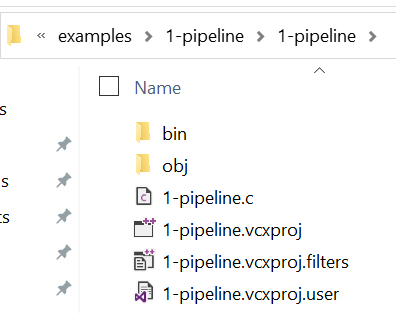 « examples > 1-pipeline > 1-pipeline >
Name
bin
obj
1-pipeline.c
1-pipeline.vcxproj
1-pipeline.vcxproj.filters
1-pipeline.vcxproj.user